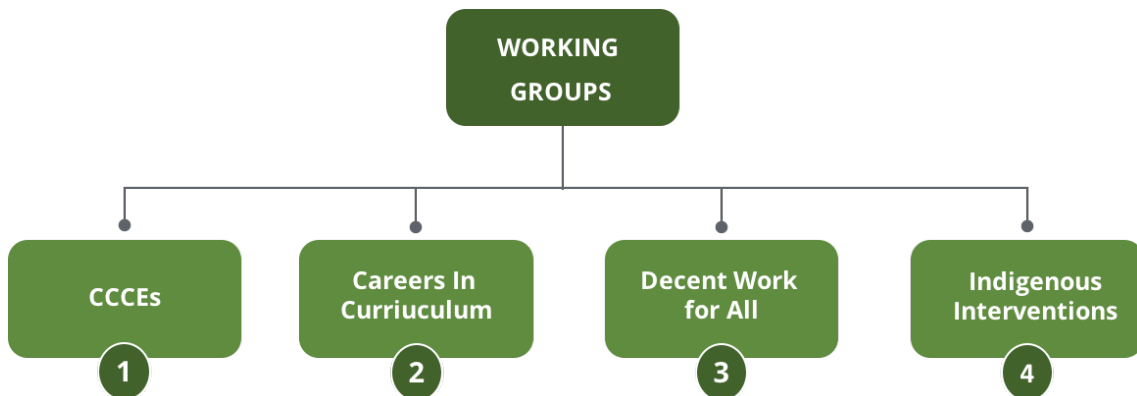 WORKING
GROUPS
CCCEs
1
Careers In
Curriuculum
2
Decent Work
for All
3
Indigenous
Interventions
4